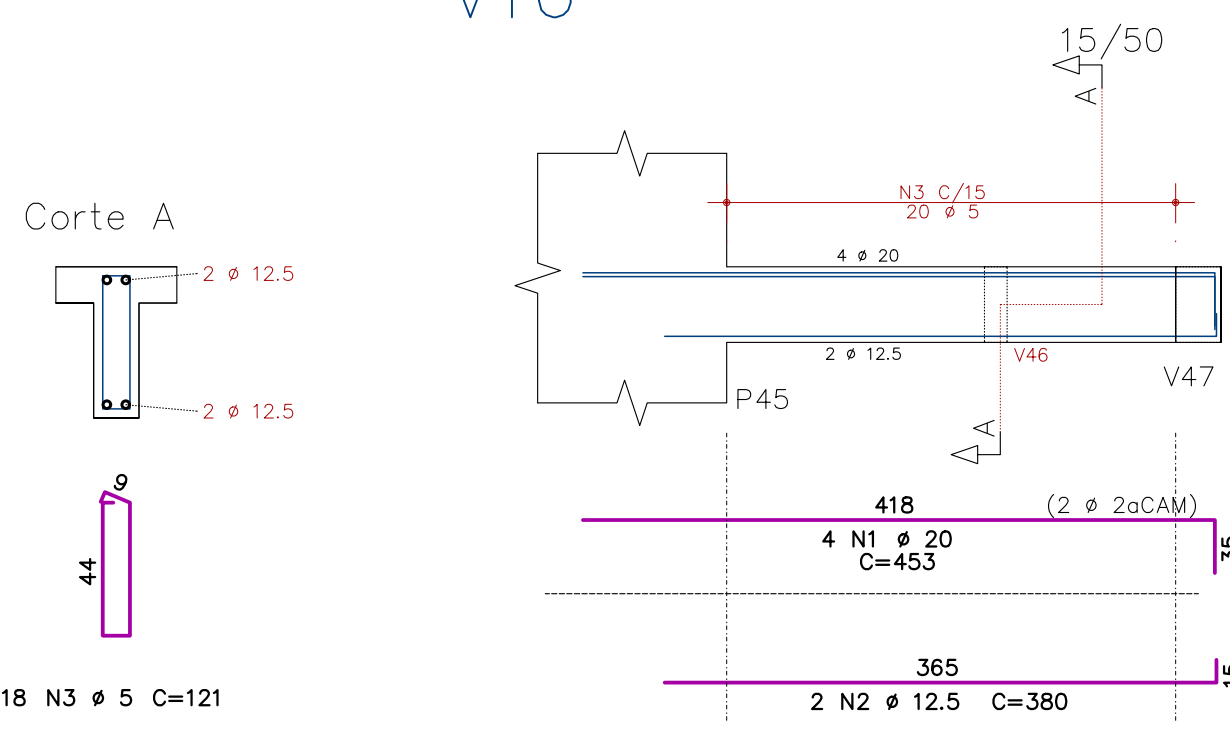 15/50
A
N3 C/15
20 ø 5
Corte A
4 ø 20
2 ø 12.5
2 ø 12.5
V46
V47
P45
2 ø 12.5
A
9
418
(2 ø 2aCAM)
4 N1 ø 20
C=453
35
44
365
15
2 N2 ø 12.5 C=380
18 N3 ø 5 C=121